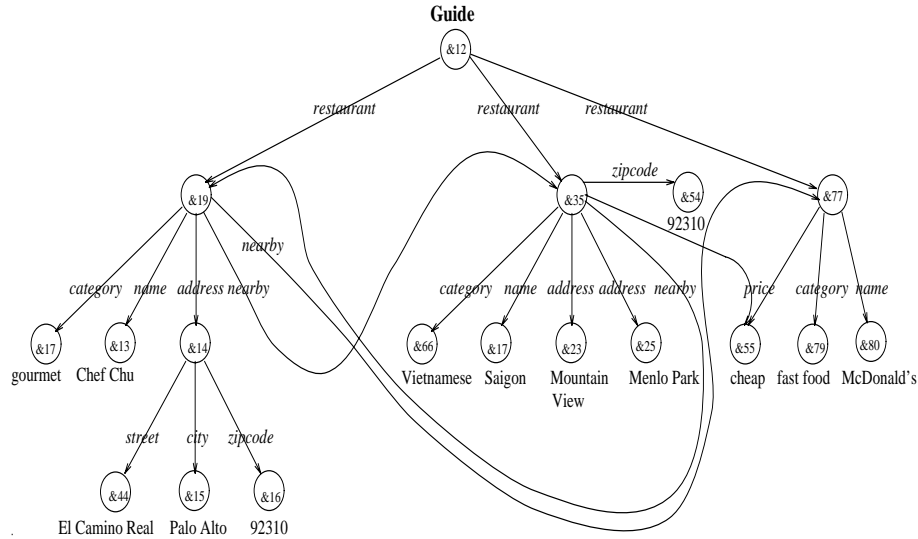 Guide
&12
restaurant restaurant restaurant
zipcode
&19 &35 &54 &77
92310
nearby
category name address nearby category name address address nearby price category name
&17 &13 &14 &66 &17 &23 &25 &55 &79 &80
gourmet Chef Chu Vietnamese Saigon Mountain Menlo Park cheap fast food McDonald's
View
street city zipcode
&44 &15 &16
El Camino Real Palo Alto 92310